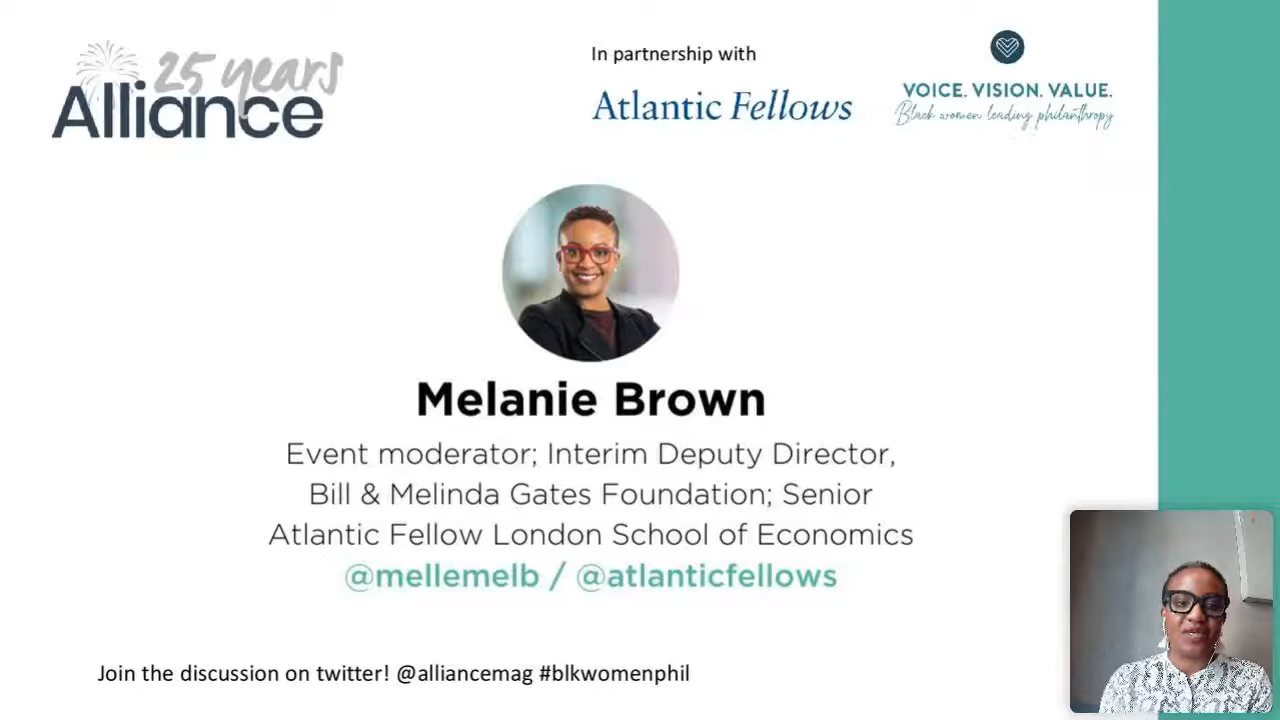 25 years
Alliance
In partnership with
Atlantic Fellows
VOICE. VISION. VALUE.
Black women leading philanthropy
Melanie Brown
Event moderator; Interim Deputy Director,
Bill & Melinda Gates Foundation; Senior
Atlantic Fellow London School of Economics
@mellemelb / @atlanticfellows
Join the discussion on twitter! @alliancemag #blkwomenphil